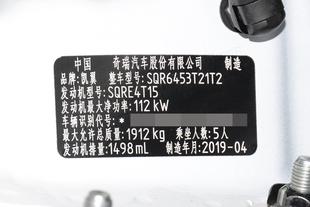 中国 奇瑞汽车股份有限公司 制造
品牌:凯翼 整车型号:SQR6453T21T2
发动机型号:SQRE4T15
发动机最大净功率:112 kW
车辆识别代号:*
最大允许总质量:1912 kg 乘坐人数:5人
发动机排量:1498 mL 制造年月:2019-04